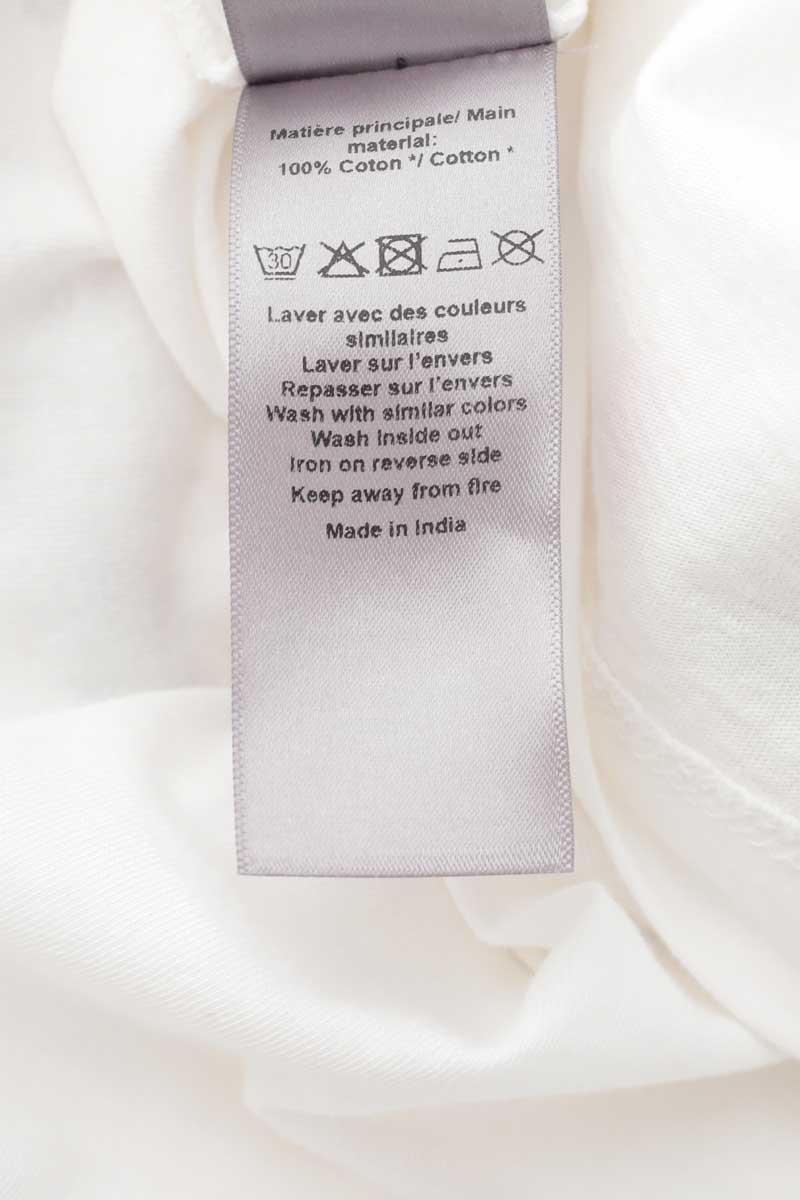 Matière principale/ Main
material:
100% Coton */ Cotton *
30
Laver avec des couleurs
similaires
Laver sur l'envers
Repasser sur l'envers
Wash with similar colors
Wash inside out
Iron on reverse side
Keep away from fire
Made in India